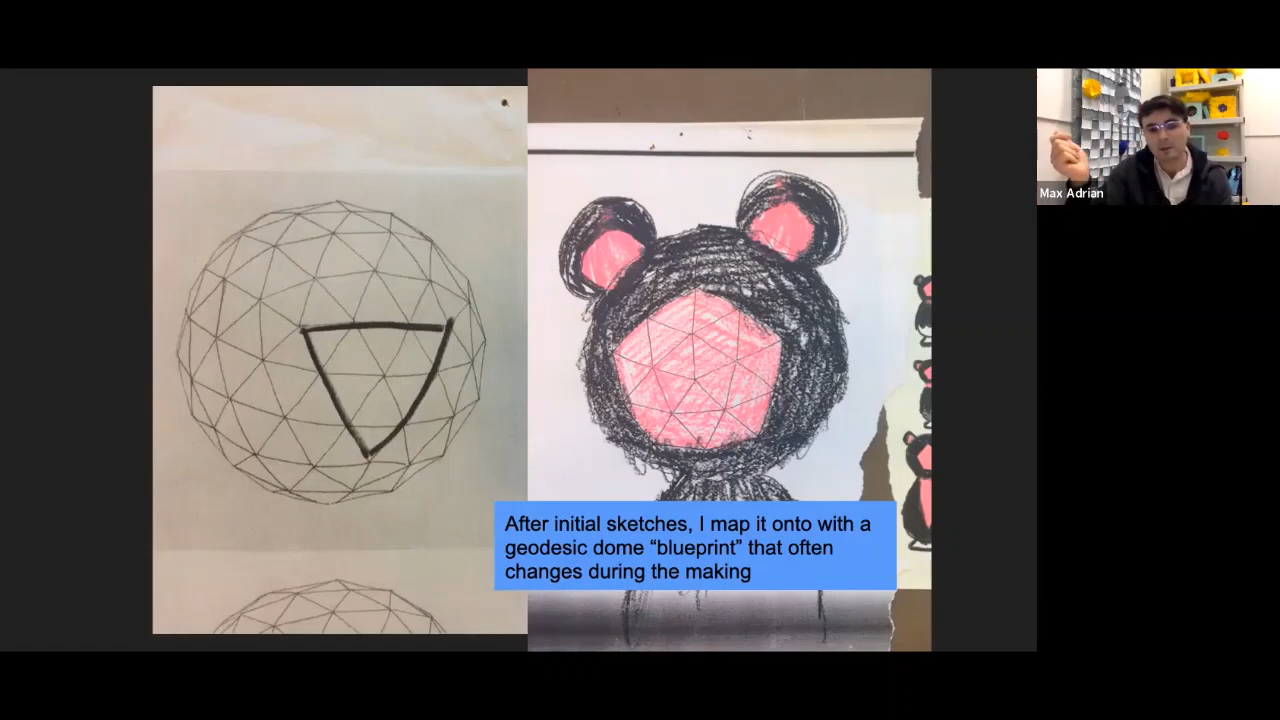 Max Adrian
After initial sketches, I map it onto with a
geodesic dome “blueprint” that often
changes during the making